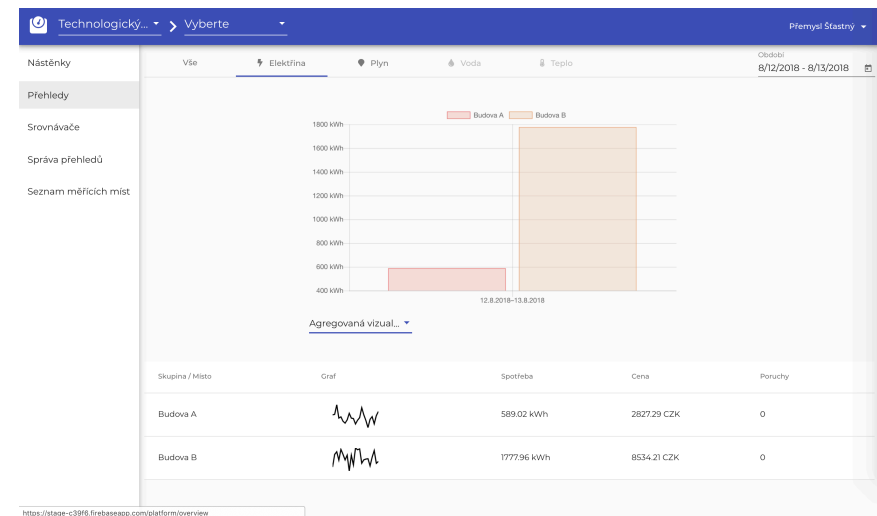 Technologický... Vyberte Přemysl Šťastný
Nástěnky
Přehledy
Srovnávače
Správa přehledů
Seznam měřících míst
Vše Elektřina Plyn Voda Teplo
Období
8/12/2018 - 8/13/2018
Budova A Budova B
1800 kWh
1600 kWh
1400 kWh
1200 kWh
1000 kWh
800 kWh
600 kWh
400 kWh
12.8.2018-13.8.2018
Agregovaná vizual...
Skupina / Místo Graf Spotřeba Cena Poruchy
Budova A 589.02 kWh 2827.29 CZK 0
Budova B 1777.96 kWh 8534.21 CZK 0
https://stage-c39f6.firebaseapp.com/platform/overview